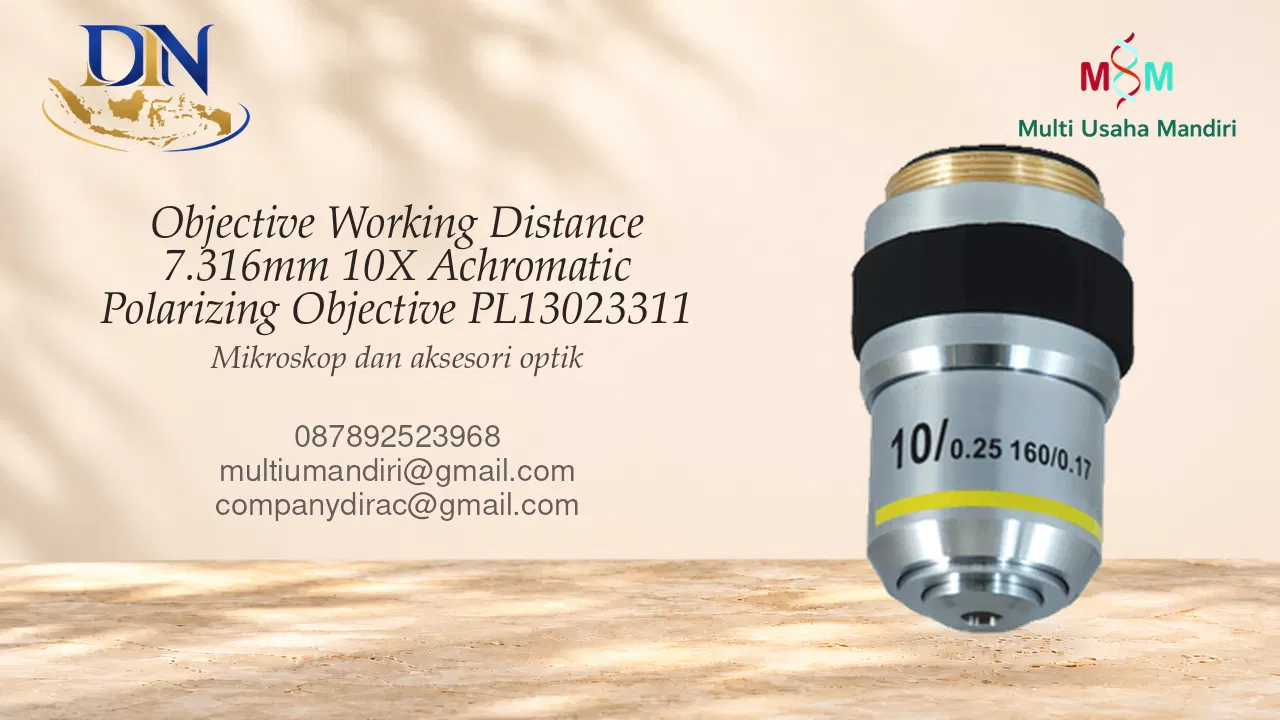 DIN
MSM
Multi Usaha Mandiri
Objective Working Distance
7.316mm 10X Achromatic
Polarizing Objective PL13023311
Mikroskop dan aksesori optik
087892523968
multiumandiri@gmail.com
companydirac@gmail.com
10/0.25 160/0.17